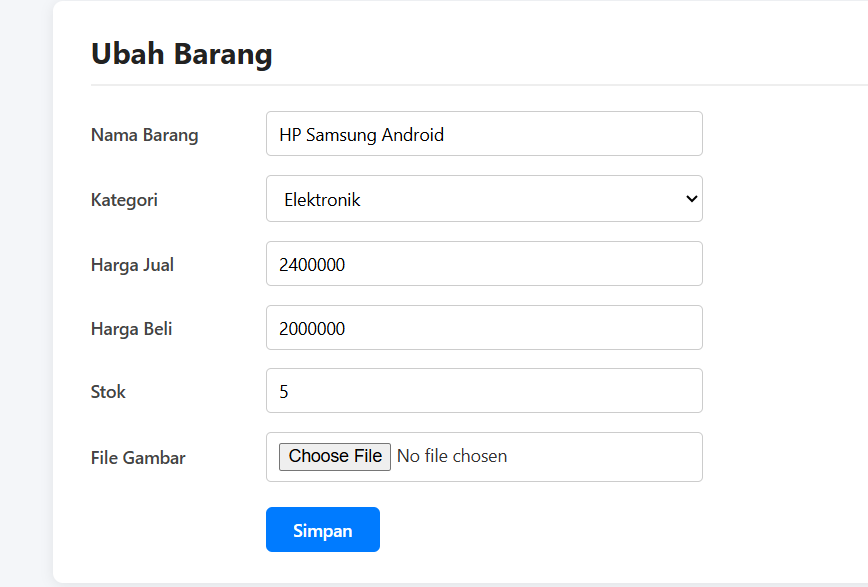 Ubah Barang
Nama Barang HP Samsung Android
Kategori Elektronik
Harga Jual 2400000
Harga Beli 2000000
Stok 5
File Gambar Choose File No file chosen
Simpan